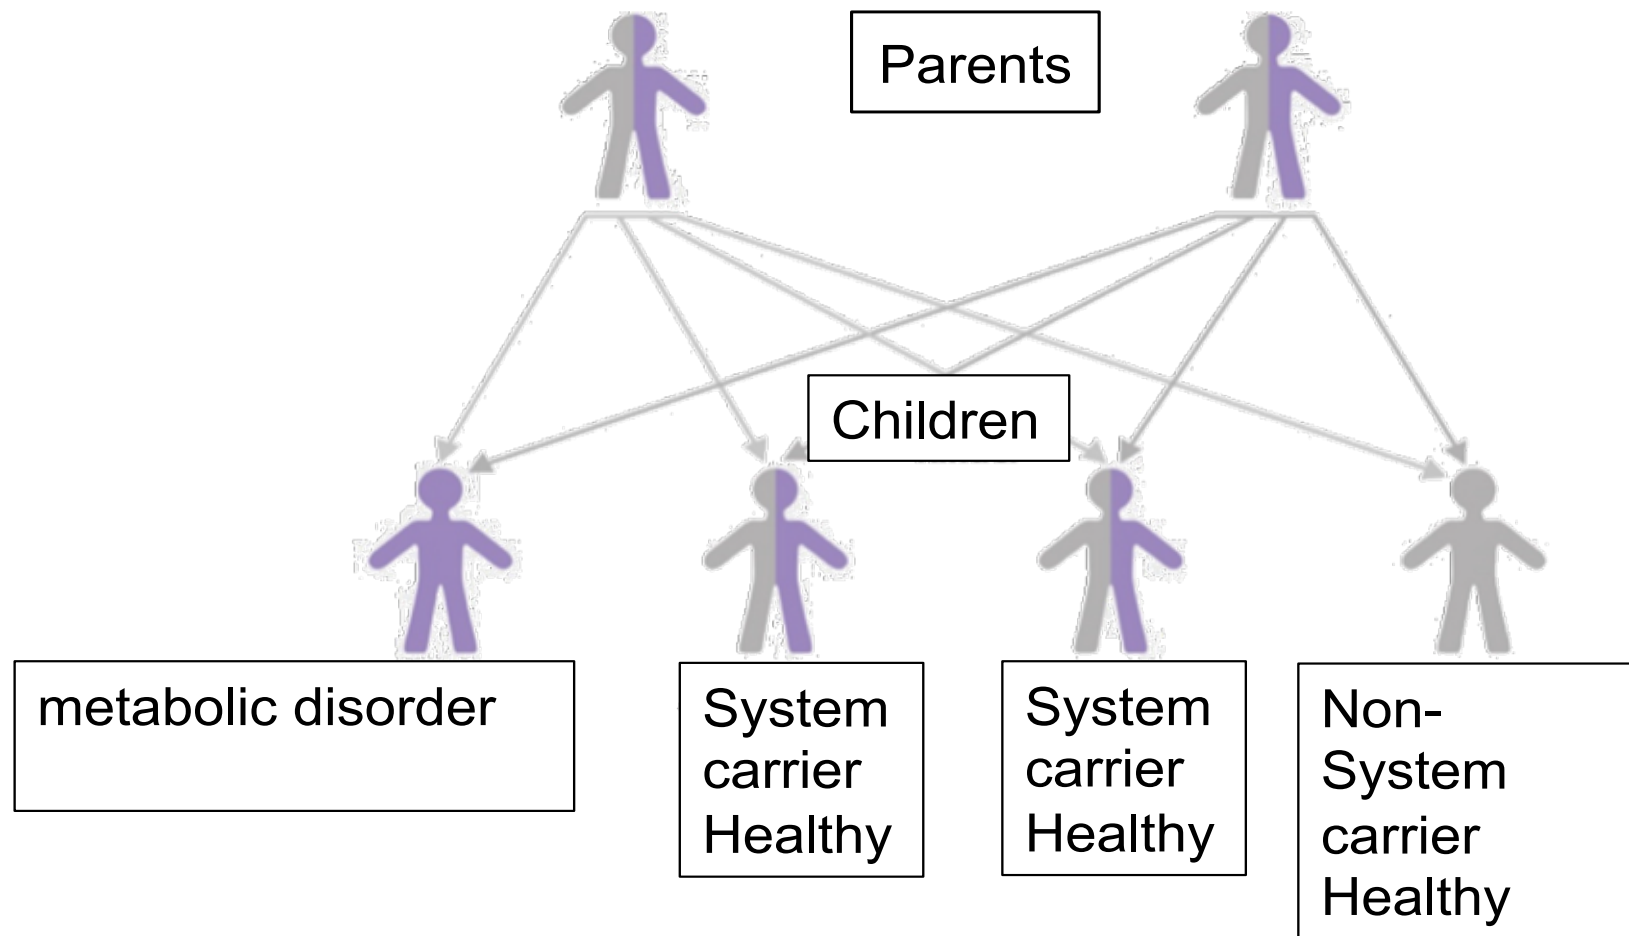 Parents
Children
metabolic disorder
System
carrier
Healthy
System
carrier
Healthy
Non-
System
carrier
Healthy